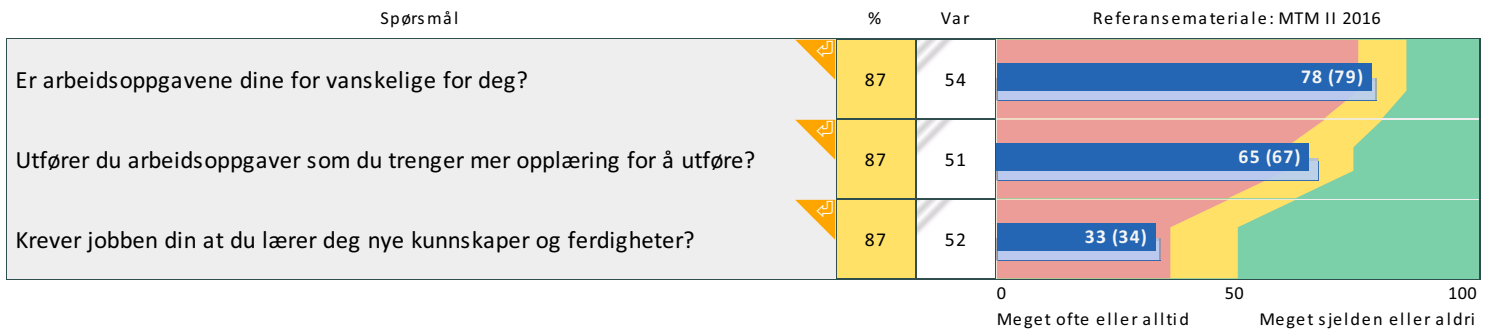 Spørsmål % Var Referansemateriale: MTM II 2016
Er arbeidsoppgavene dine for vanskelige for deg? 87 54 78 (79)
Utfører du arbeidsoppgaver som du trenger mer opplæring for å utføre? 87 51 65 (67)
Krever jobben din at du lærer deg nye kunnskaper og ferdigheter? 87 52 33 (34)
0 50 100
Meget ofte eller alltid Meget sjelden eller aldri